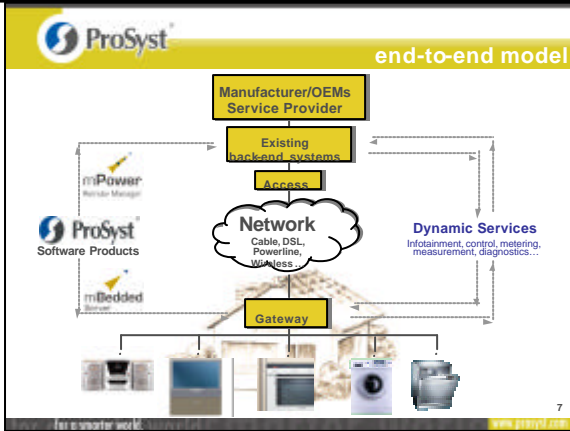 ProSyst
end-to-end model
Manufacturer/OEMs
Service Provider
Existing
back-end systems
Access
mPower
Remote Manager
Network
Cable, DSL,
Powerline,
Wireless...
ProSyst
Software Products
Dynamic Services
Infotainment, control, metering,
measurement, diagnostics…
mBedded
Server
Gateway
7
for a smarter world
www.prosyst.com